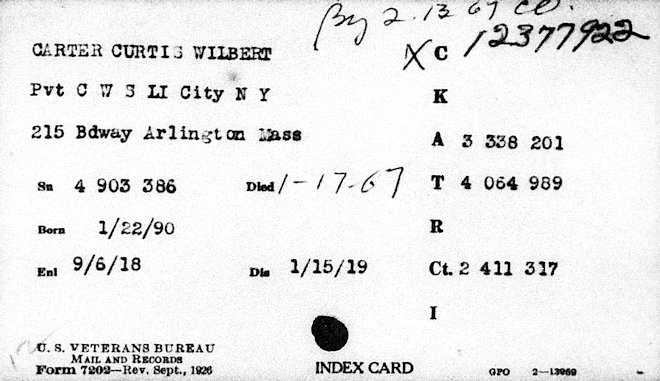 By 2.13 67 CO.
CARTER CURTIS WILBERT X C 12377922
Pvt C W S LI City N Y K
215 Bdway Arlington Mass A 3 338 201
Sn 4 903 386 Died 1-17-67 T 4 064 989
Born 1/22/90 R
Enl 9/6/18 Dis 1/15/19 Ct. 2 411 317
I
U. S. VETERANS BUREAU
MAIL AND RECORDS
Form 7202—Rev. Sept., 1926 INDEX CARD GPO 2—13969